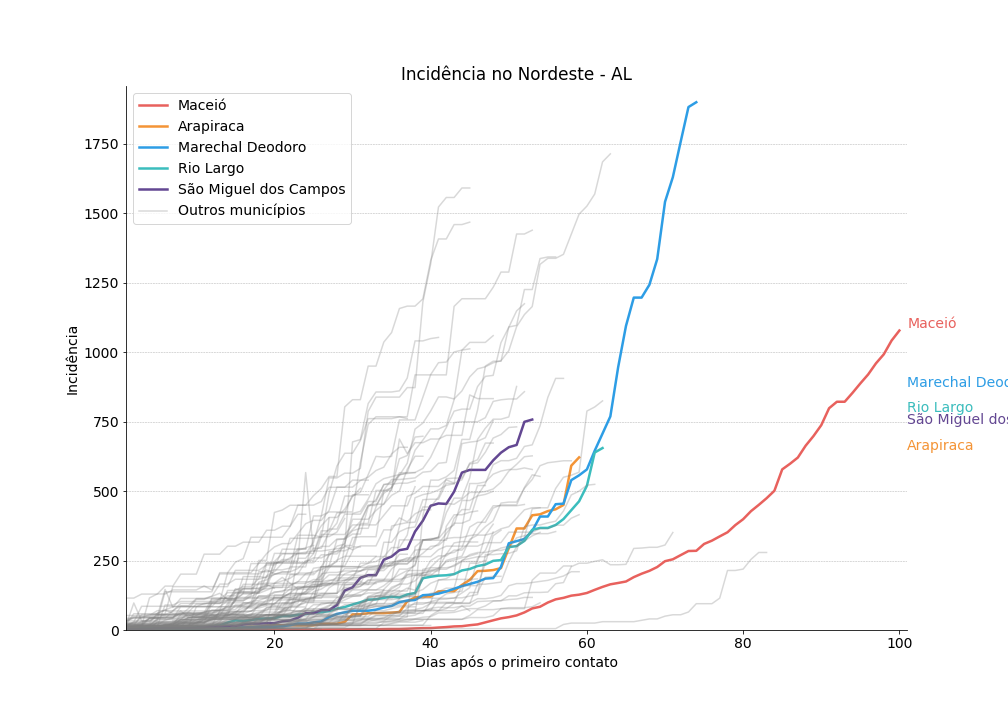 Incidência no Nordeste - AL
Maceió
Arapiraca
Marechal Deodoro
Rio Largo
São Miguel dos Campos
Outros municípios
1750
1500
1250
1000
750
500
250
0
Incidência
20
40
60
80
100
Dias após o primeiro contato
Maceió
Marechal Deod
Rio Largo
São Miguel dos
Arapiraca